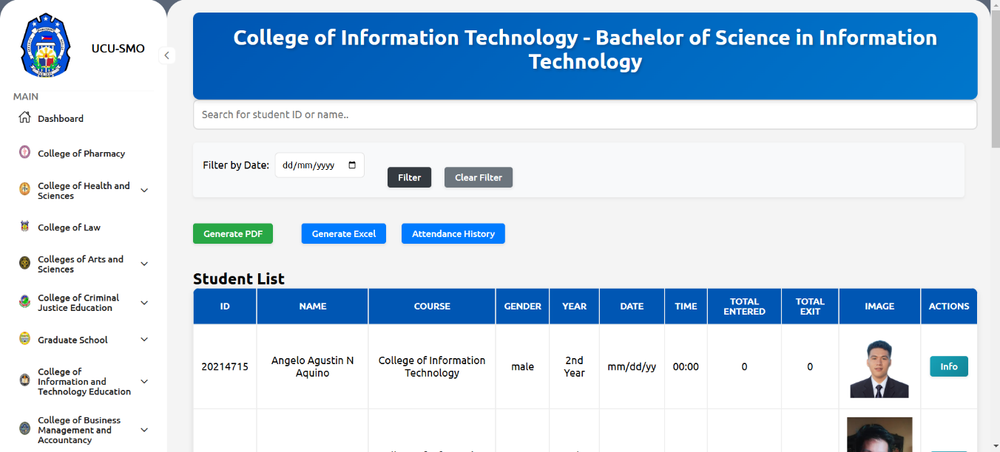 UCU-SMO
MAIN
Dashboard
College of Pharmacy
College of Health and
Sciences
College of Law
Colleges of Arts and
Sciences
College of Criminal
Justice Education
Graduate School
College of
Information and
Technology Education
College of Business
Management and
Accountancy
College of Information Technology - Bachelor of Science in Information
Technology
Search for student ID or name..
Filter by Date: dd/mm/yyyy
Filter Clear Filter
Generate PDF Generate Excel Attendance History
Student List
ID NAME COURSE GENDER YEAR DATE TIME TOTAL ENTERED TOTAL EXIT IMAGE ACTIONS
20214715 Angelo Agustin N Aquino College of Information Technology male 2nd Year mm/dd/yy 00:00 0 0 Info